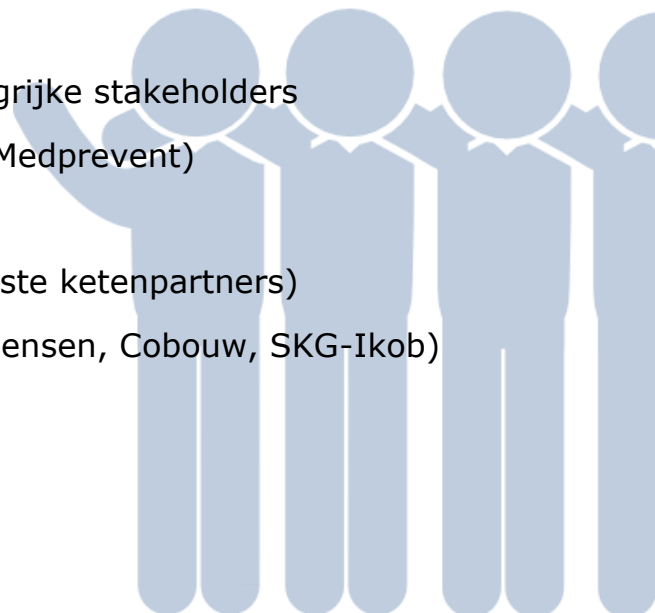 grijke stakeholders
Medprevent)
ste ketenpartners)
ensen, Cobouw, SKG-Ikob)